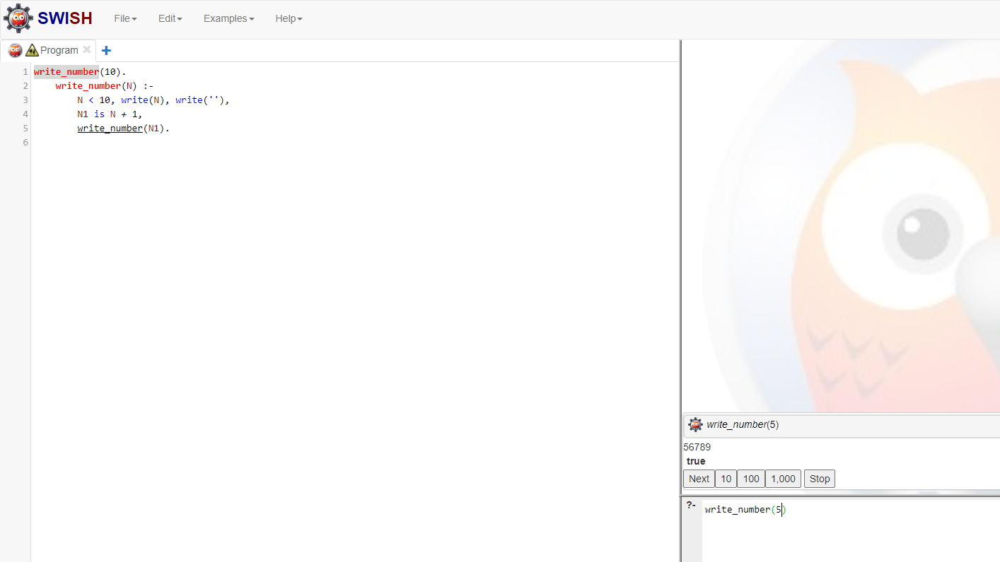 SWISH File Edit Examples Help
Program
1 write_number(10).
2 write_number(N) :-
3 N < 10, write(N), write(''),
4 N1 is N + 1,
5 write_number(N1).
6
write_number(5)
56789
true
Next 10 100 1,000 Stop
?- write_number(5)